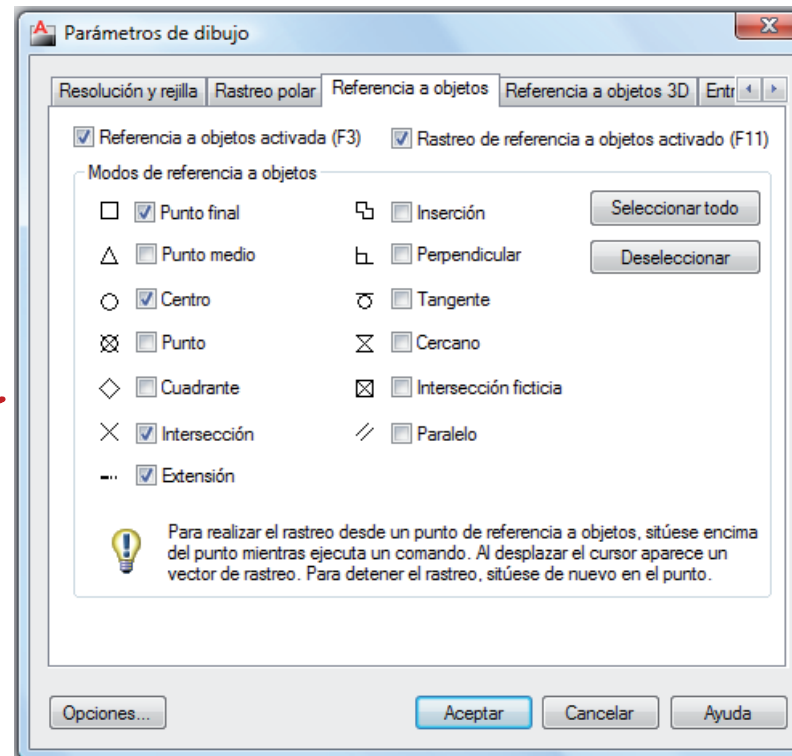 Parámetros de dibujo
Resolución y rejilla Rastreo polar Referencia a objetos Referencia a objetos 3D Entr
Referencia a objetos activada (F3) Rastreo de referencia a objetos activado (F11)
Modos de referencia a objetos
Punto final Inserción Seleccionar todo
Punto medio Perpendicular Deseleccionar
Centro Tangente
Punto Cercano
Cuadrante Intersección ficticia
Intersección Paralelo
Extensión
Para realizar el rastreo desde un punto de referencia a objetos, sitúese encima
del punto mientras ejecuta un comando. Al desplazar el cursor aparece un
vector de rastreo. Para detener el rastreo, sitúese de nuevo en el punto.
Opciones... Aceptar Cancelar Ayuda